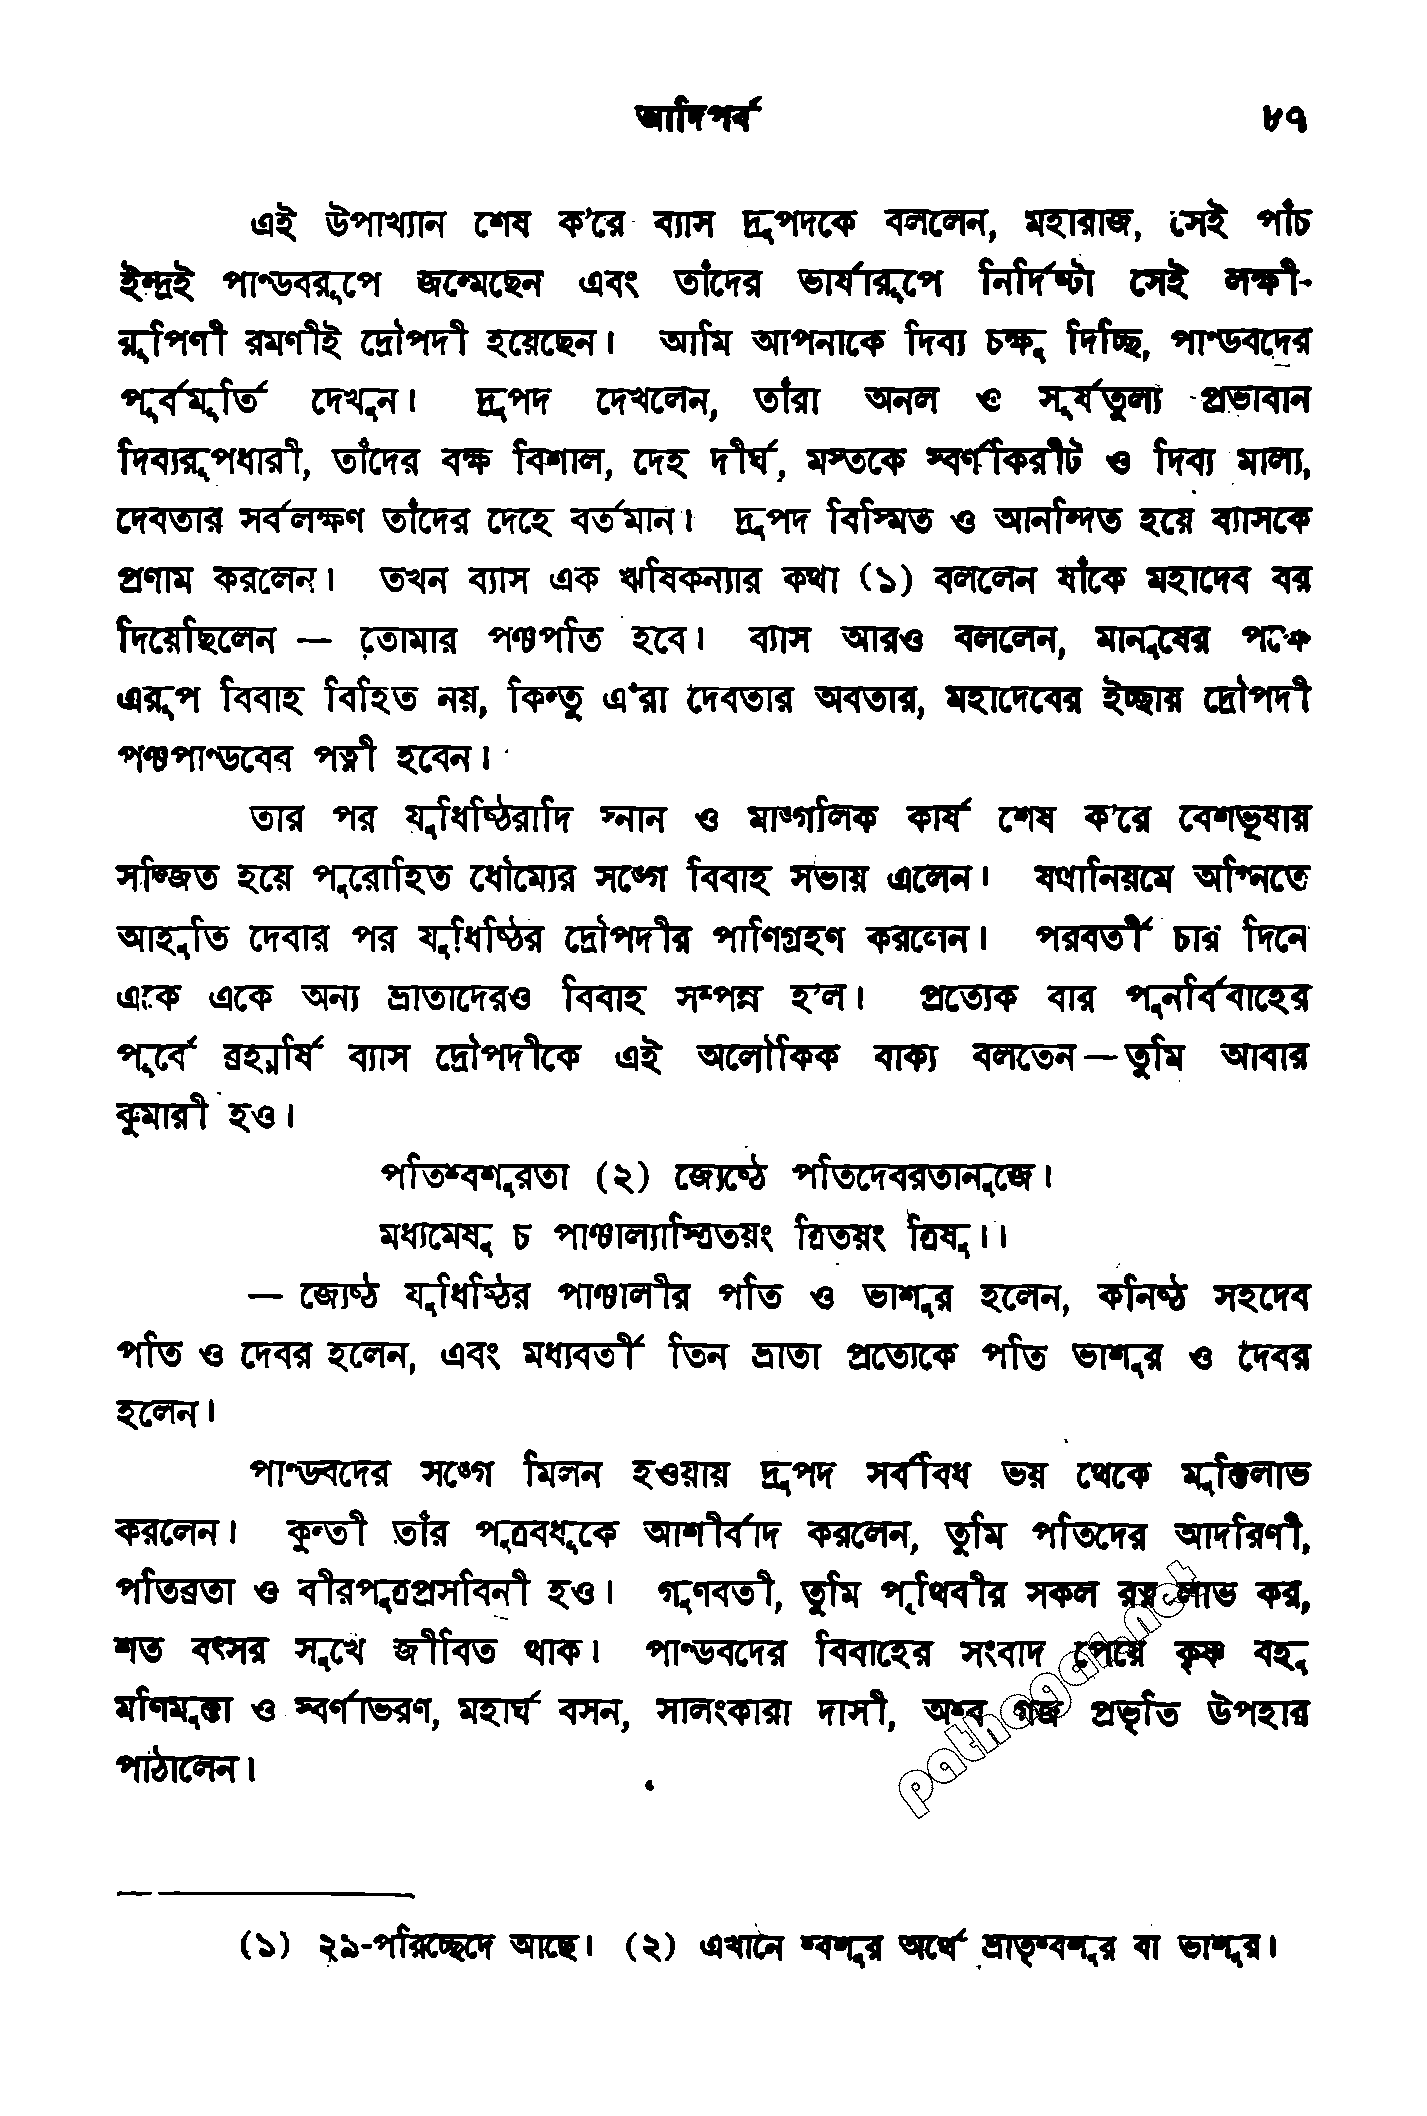 আদিপর্ব ৮৭
এই উপাখ্যান শেষ ক'রে ব্যাস দ্রুপদকে বললেন, মহারাজ, সেই পাঁচ
ইন্দ্রই পাণ্ডবরূপে জন্মেছেন এবং তাঁদের ভার্যারূপে নির্দিষ্টা সেই লক্ষ্মী-
রূপিণী রমণীই দ্রৌপদী হয়েছেন। আমি আপনাকে দিব্য চক্ষু দিচ্ছি, পাণ্ডবদের
পূর্বমূর্তি দেখুন। দ্রুপদ দেখলেন, তাঁরা অনল ও সূর্যতুল্য প্রভাবান
দিব্যরূপধারী, তাঁদের বক্ষ বিশাল, দেহ দীর্ঘ, মস্তকে স্বর্ণকিরীট ও দিব্য মাল্য,
দেবতার সর্বলক্ষণ তাঁদের দেহে বর্তমান। দ্রুপদ বিস্মিত ও আনন্দিত হয়ে ব্যাসকে
প্রণাম করলেন। তখন ব্যাস এক ঋষিকন্যার কথা (১) বললেন যাঁকে মহাদেব বর
দিয়েছিলেন — তোমার পঞ্চপতি হবে। ব্যাস আরও বললেন, মানুষের পক্ষে
এরূপ বিবাহ বিহিত নয়, কিন্তু এ'রা দেবতার অবতার, মহাদেবের ইচ্ছায় দ্রৌপদী
পঞ্চপাণ্ডবের পত্নী হবেন।
তার পর যুধিষ্ঠিরাদি স্নান ও মাঙ্গলিক কার্য শেষ ক'রে বেশভূষায়
সজ্জিত হয়ে পুরোহিত ধৌম্যের সঙ্গে বিবাহ সভায় এলেন। যথানিয়মে অগ্নিতে
আহুতি দেবার পর যুধিষ্ঠির দ্রৌপদীর পাণিগ্রহণ করলেন। পরবর্তী চার দিনে
একে একে অন্য ভ্রাতাদেরও বিবাহ সম্পন্ন হ'ল। প্রত্যেক বার পুনর্বিবাহের
পূর্বে ব্রহ্মর্ষি ব্যাস দ্রৌপদীকে এই অলৌকিক বাক্য বলতেন — তুমি আবার
কুমারী হও।
পতিশ্বশুরতা (২) জ্যেষ্ঠে পতিদেবরতানুজে।
মধ্যমেষু চ পাঞ্চাল্যাস্ত্রিতয়ং ত্রিতয়ং ত্রিষু।।
— জ্যেষ্ঠ যুধিষ্ঠির পাঞ্চালীর পতি ও ভাশুর হলেন, কনিষ্ঠ সহদেব
পতি ও দেবর হলেন, এবং মধ্যবর্তী তিন ভ্রাতা প্রত্যেকে পতি ভাশুর ও দেবর
হলেন।
পাণ্ডবদের সঙ্গে মিলন হওয়ায় দ্রুপদ সর্ববিধ ভয় থেকে মুক্তিলাভ
করলেন। কুন্তী তাঁর পুত্রবধূকে আশীর্বাদ করলেন, তুমি পতিদের আদরিণী,
পতিব্রতা ও বীরপুত্রপ্রসবিনী হও। গুণবতী, তুমি পৃথিবীর সকল রত্ন লাভ কর,
শত বৎসর সুখে জীবিত থাক। পাণ্ডবদের বিবাহের সংবাদ পেয়ে কৃষ্ণ বহু
মণিমুক্তা ও স্বর্ণাভরণ, মহার্ঘ বসন, সালংকারা দাসী, অশ্ব গজ প্রভৃতি উপহার
পাঠালেন।
pathagar.net
(১) ২৯-পরিচ্ছেদে আছে। (২) এখানে শ্বশুর অর্থে ভ্রাতৃশ্বশুর বা ভাশুর।